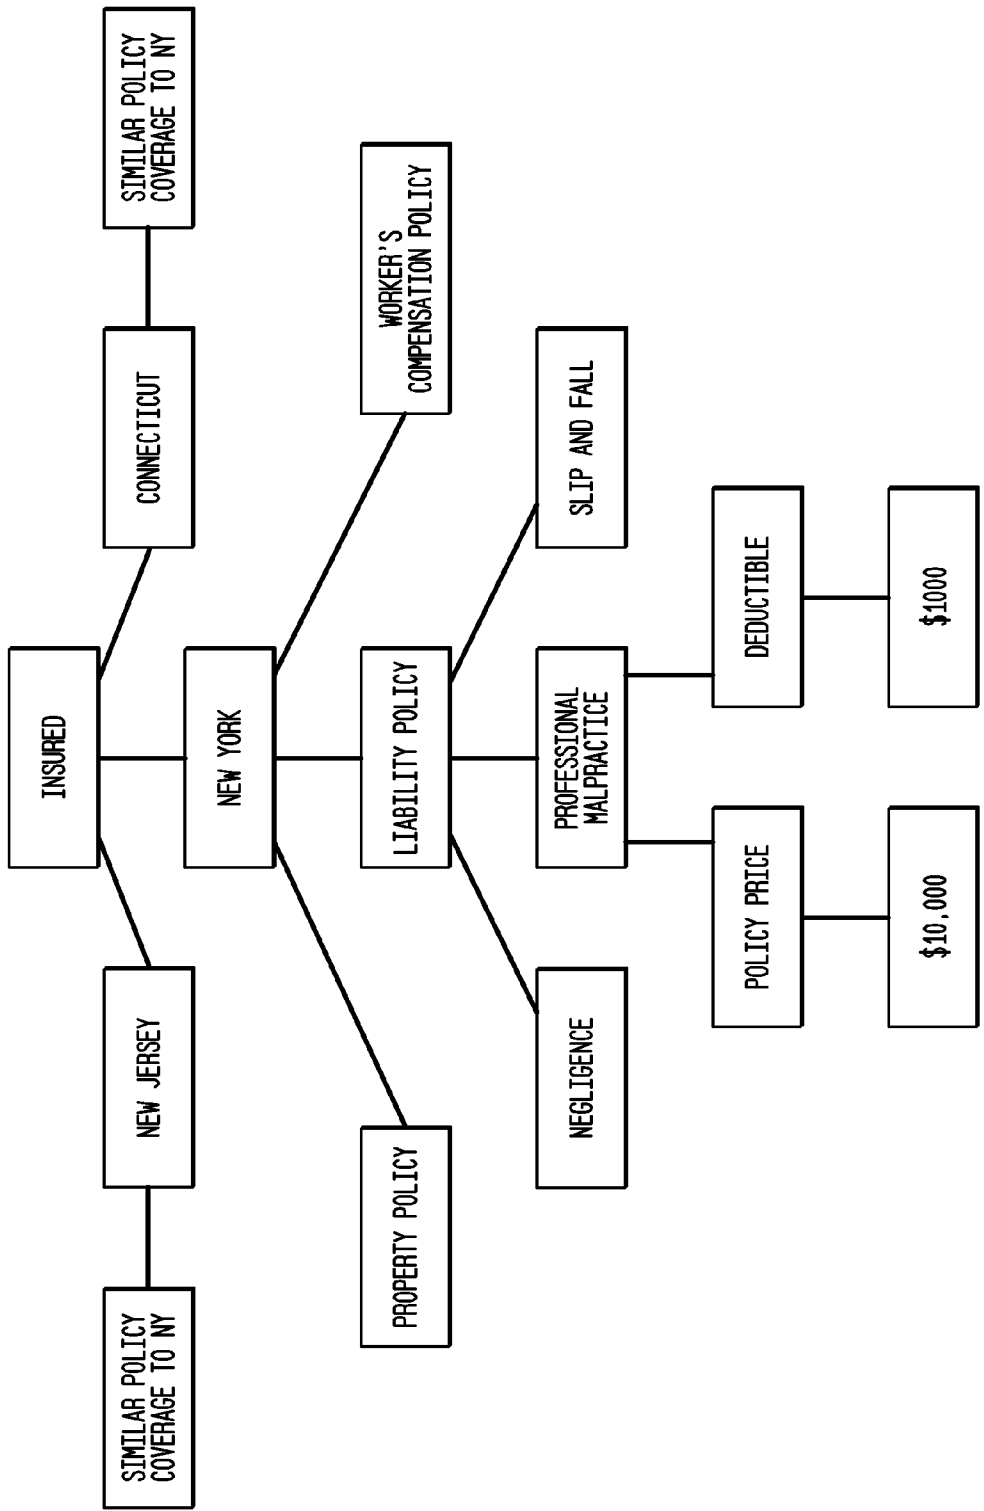 INSURED
SIMILAR POLICY
COVERAGE TO NY
NEW JERSEY
CONNECTICUT
SIMILAR POLICY
COVERAGE TO NY
NEW YORK
PROPERTY POLICY
LIABILITY POLICY
WORKER'S
COMPENSATION POLICY
NEGLIGENCE
PROFESSIONAL
MALPRACTICE
SLIP AND FALL
POLICY PRICE
DEDUCTIBLE
$10,000
$1000